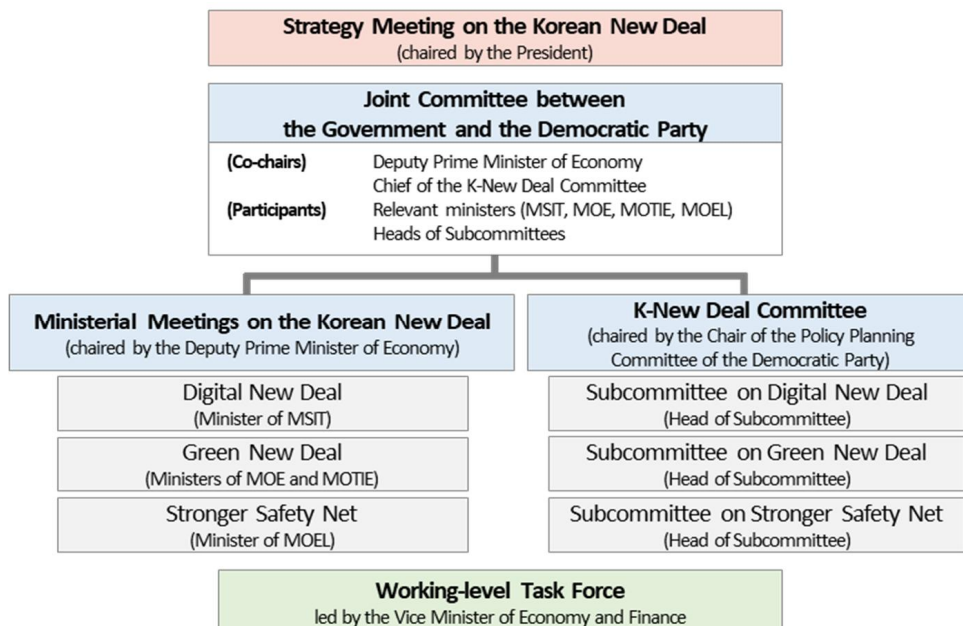 Strategy Meeting on the Korean New Deal
(chaired by the President)
Joint Committee between
the Government and the Democratic Party
(Co-chairs) Deputy Prime Minister of Economy
Chief of the K-New Deal Committee
(Participants) Relevant ministers (MSIT, MOE, MOTIE, MOEL)
Heads of Subcommittees
Ministerial Meetings on the Korean New Deal
(chaired by the Deputy Prime Minister of Economy)
Digital New Deal
(Minister of MSIT)
Green New Deal
(Ministers of MOE and MOTIE)
Stronger Safety Net
(Minister of MOEL)
K-New Deal Committee
(chaired by the Chair of the Policy Planning
Committee of the Democratic Party)
Subcommittee on Digital New Deal
(Head of Subcommittee)
Subcommittee on Green New Deal
(Head of Subcommittee)
Subcommittee on Stronger Safety Net
(Head of Subcommittee)
Working-level Task Force
led by the Vice Minister of Economy and Finance